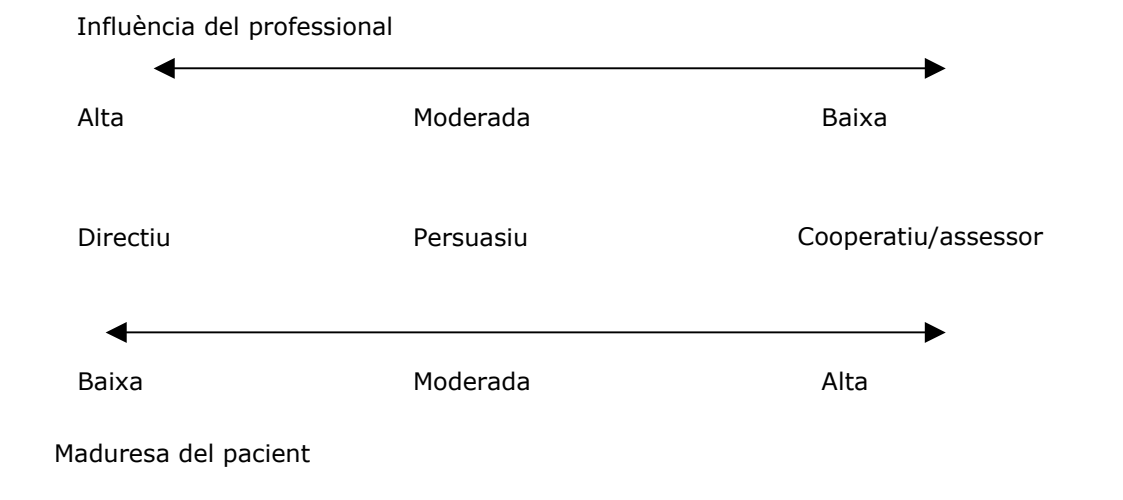 Influència del professional
Alta Moderada Baixa
Directiu Persuasiu Cooperatiu/assessor
Baixa Moderada Alta
Maduresa del pacient